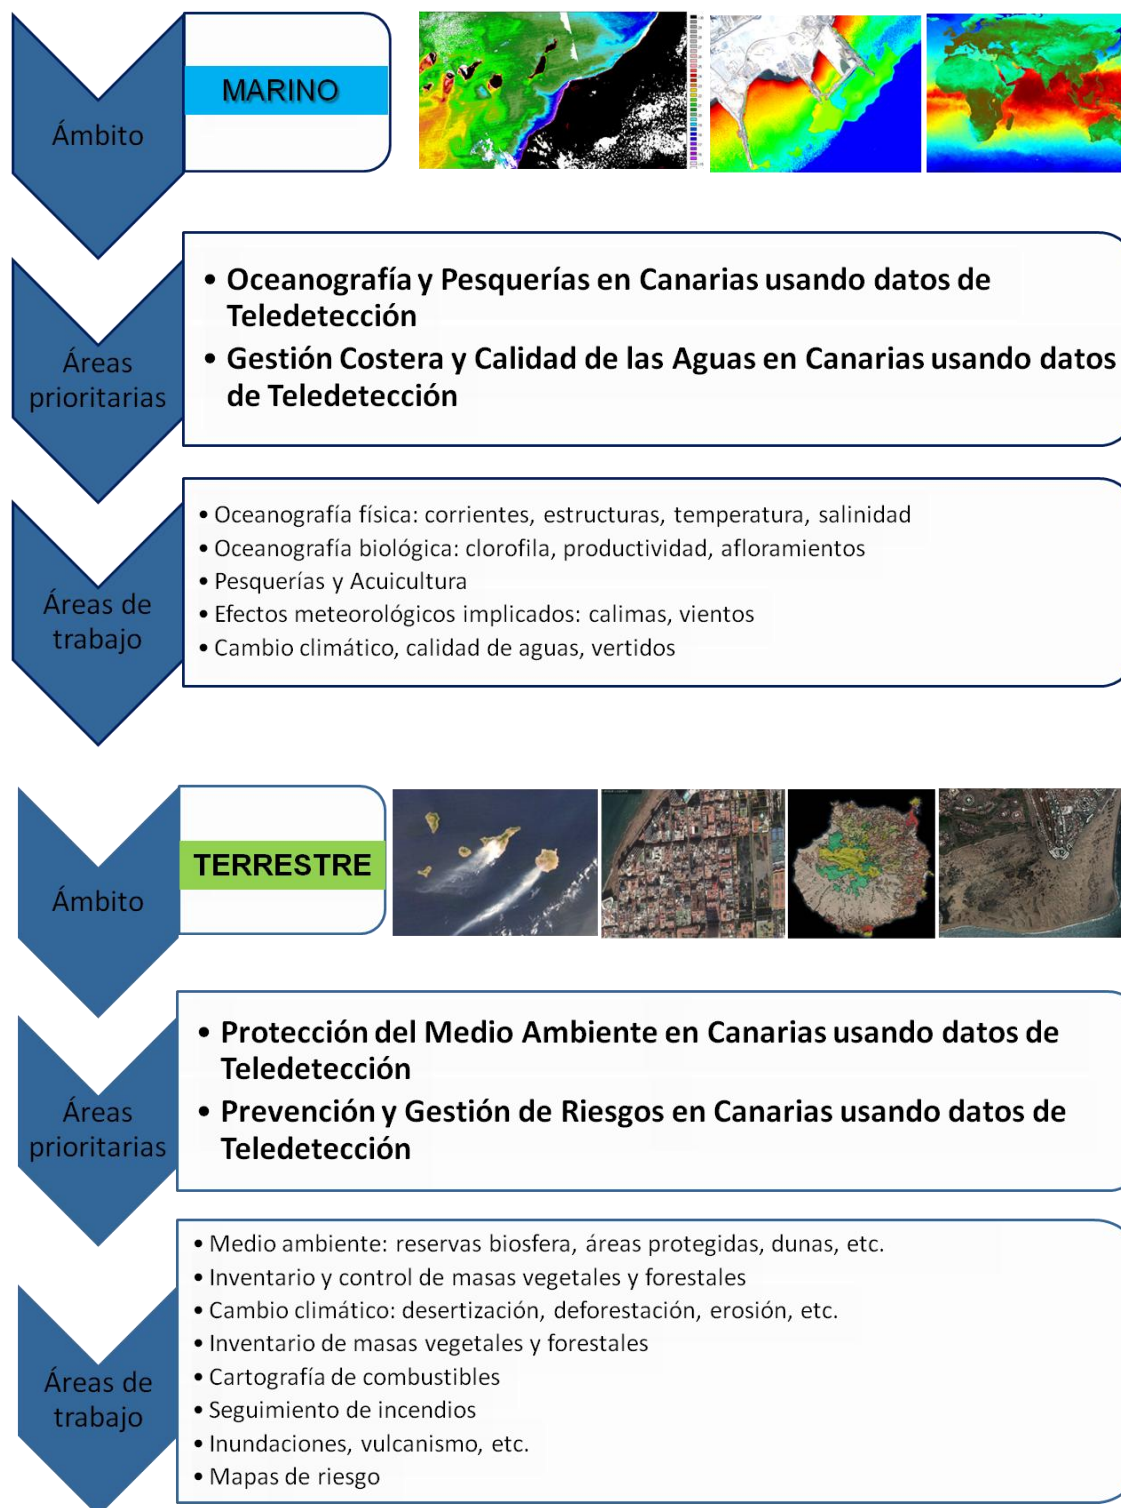 Ámbito
MARINO
Áreas
prioritarias
• Oceanografía y Pesquerías en Canarias usando datos de
Teledetección
• Gestión Costera y Calidad de las Aguas en Canarias usando datos
de Teledetección
Áreas de
trabajo
• Oceanografía física: corrientes, estructuras, temperatura, salinidad
• Oceanografía biológica: clorofila, productividad, afloramientos
• Pesquerías y Acuicultura
• Efectos meteorológicos implicados: calimas, vientos
• Cambio climático, calidad de aguas, vertidos
Ámbito
TERRESTRE
Áreas
prioritarias
• Protección del Medio Ambiente en Canarias usando datos de
Teledetección
• Prevención y Gestión de Riesgos en Canarias usando datos de
Teledetección
Áreas de
trabajo
• Medio ambiente: reservas biosfera, áreas protegidas, dunas, etc.
• Inventario y control de masas vegetales y forestales
• Cambio climático: desertización, deforestación, erosión, etc.
• Inventario de masas vegetales y forestales
• Cartografía de combustibles
• Seguimiento de incendios
• Inundaciones, vulcanismo, etc.
• Mapas de riesgo